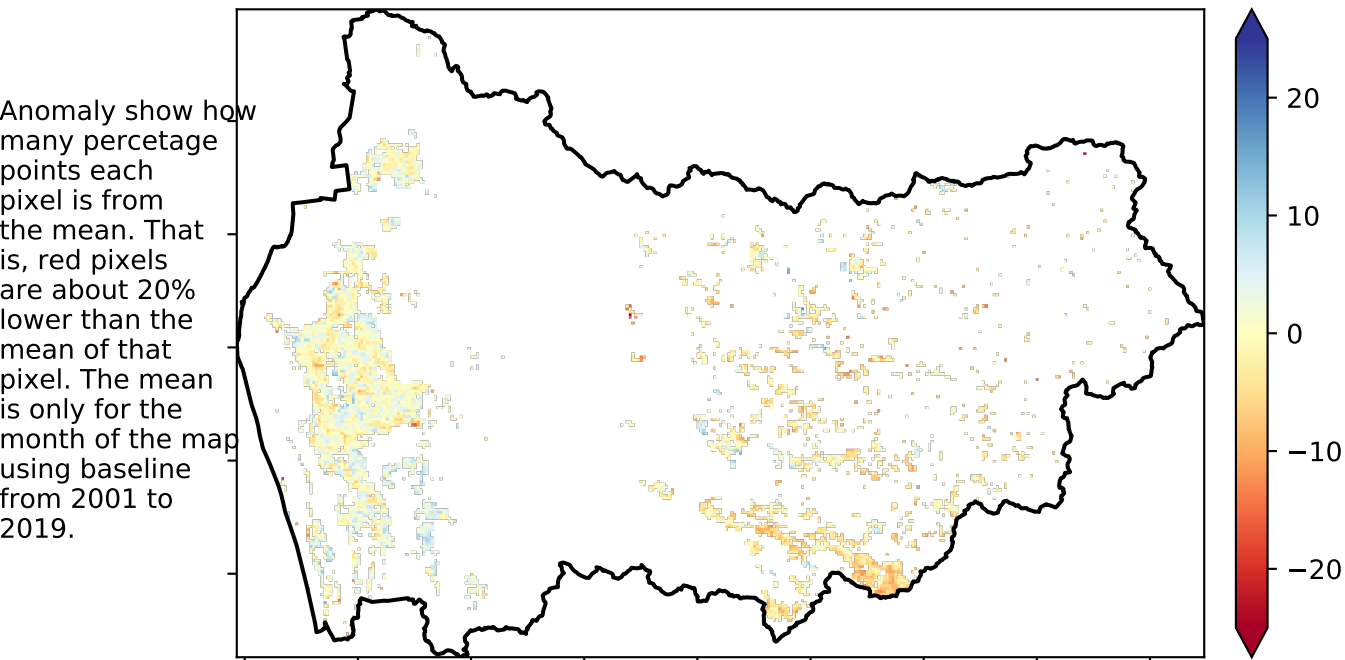 Anomaly show how
many percetage
points each
pixel is from
the mean. That
is, red pixels
are about 20%
lower than the
mean of that
pixel. The mean
is only for the
month of the map
using baseline
from 2001 to
2019.
20
10
0
−10
−20